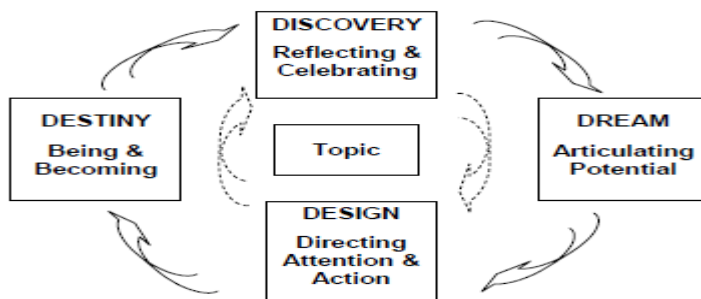 DISCOVERY
Reflecting &
Celebrating
DESTINY
Being &
Becoming
Topic
DREAM
Articulating
Potential
DESIGN
Directing
Attention &
Action